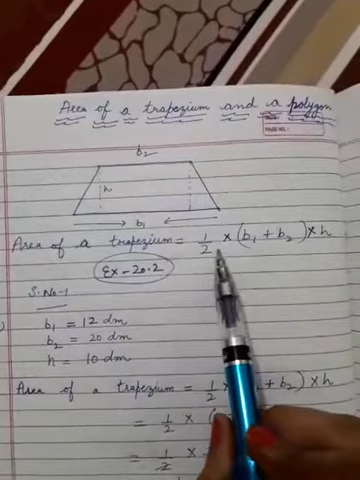 Area of a trapezium and a polygon
PAGE NO.:
b₂
h
b₁
Area of a trapezium = 1/2 × (b₁ + b₂) × h
Ex-20.2
S.No-1
b₁ = 12 dm
b₂ = 20 dm
h = 10 dm
Area of a trapezium = 1/2 × + b₂) × h
= 1/2 × (
= 1/2 ×